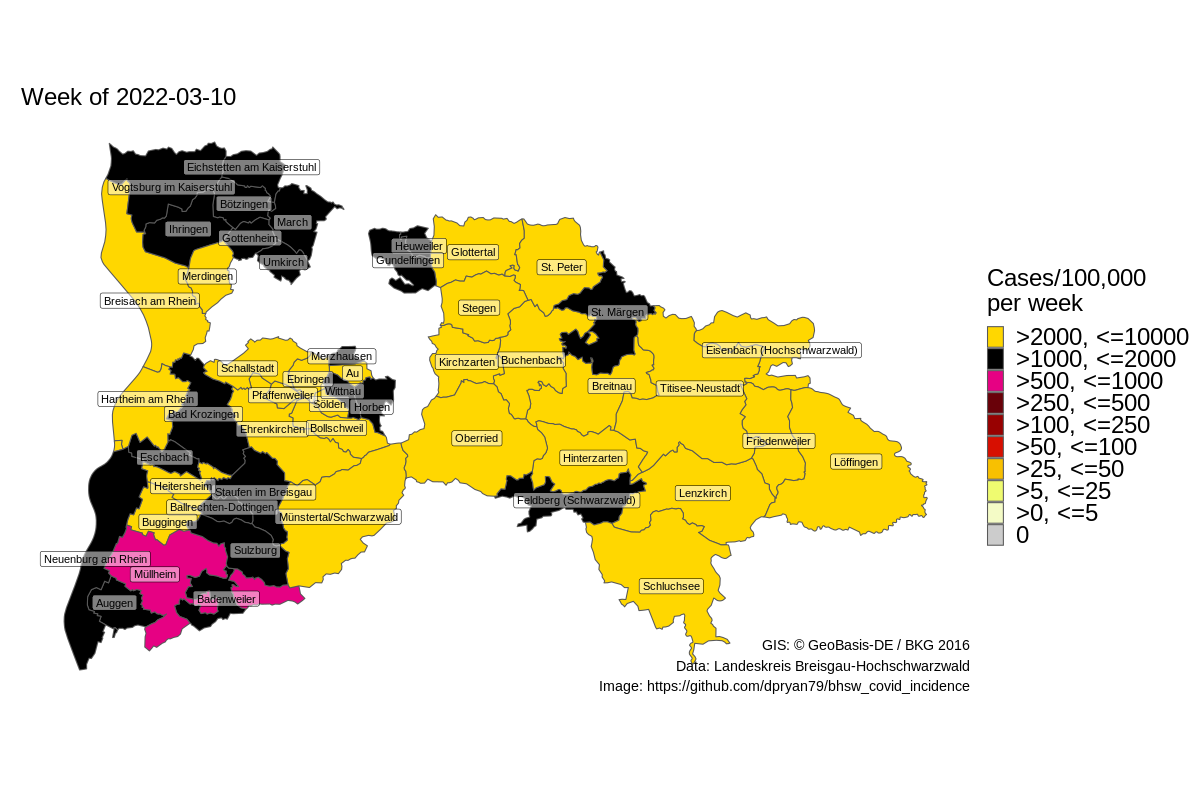 Week of 2022-03-10
Eichstetten am Kaiserstuhl
Vogtsburg im Kaiserstuhl
Bötzingen
March
Ihringen
Gottenheim
Umkirch
Merdingen
Breisach am Rhein
Heuweiler
Gundelfingen
Glottertal
St. Peter
Stegen
St. Märgen
Kirchzarten
Buchenbach
Eisenbach (Hochschwarzwald)
Breitnau
Titisee-Neustadt
Merzhausen
Schallstadt
Au
Ebringen
Wittnau
Pfaffenweiler
Sölden
Horben
Hartheim am Rhein
Bad Krozingen
Ehrenkirchen
Bollschweil
Oberried
Friedenweiler
Löffingen
Eschbach
Hinterzarten
Heitersheim
Staufen im Breisgau
Feldberg (Schwarzwald)
Lenzkirch
Ballrechten-Dottingen
Münstertal/Schwarzwald
Buggingen
Sulzburg
Neuenburg am Rhein
Müllheim
Schluchsee
Auggen
Badenweiler
Cases/100,000
per week
>2000, <=10000
>1000, <=2000
>500, <=1000
>250, <=500
>100, <=250
>50, <=100
>25, <=50
>5, <=25
>0, <=5
0
GIS: © GeoBasis-DE / BKG 2016
Data: Landeskreis Breisgau-Hochschwarzwald
Image: https://github.com/dpryan79/bhsw_covid_incidence